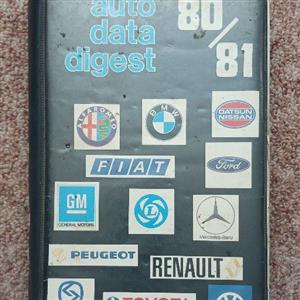 auto 80
data /81
digest
ALFA ROMEO
BMW
DATSUN
NISSAN
FIAT
Ford
GM
GENERAL MOTORS
L
Mercedes-Benz
PEUGEOT
RENAULT
TOYOTA